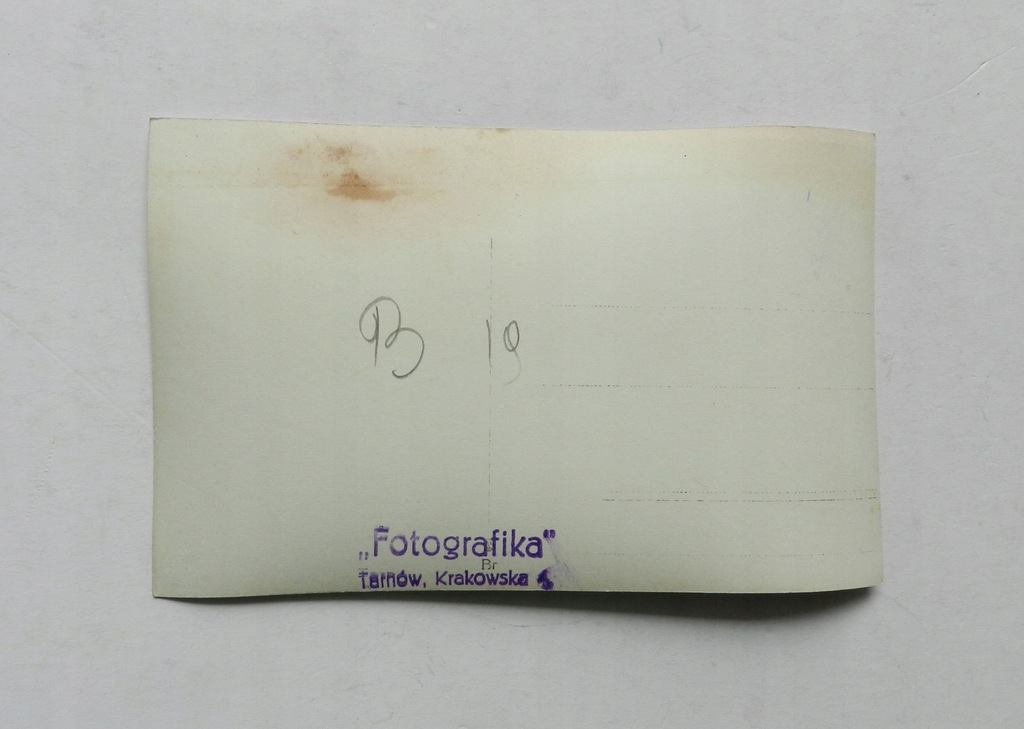 B 19
„Fotografika"
Br
Tarnów, Krakowska